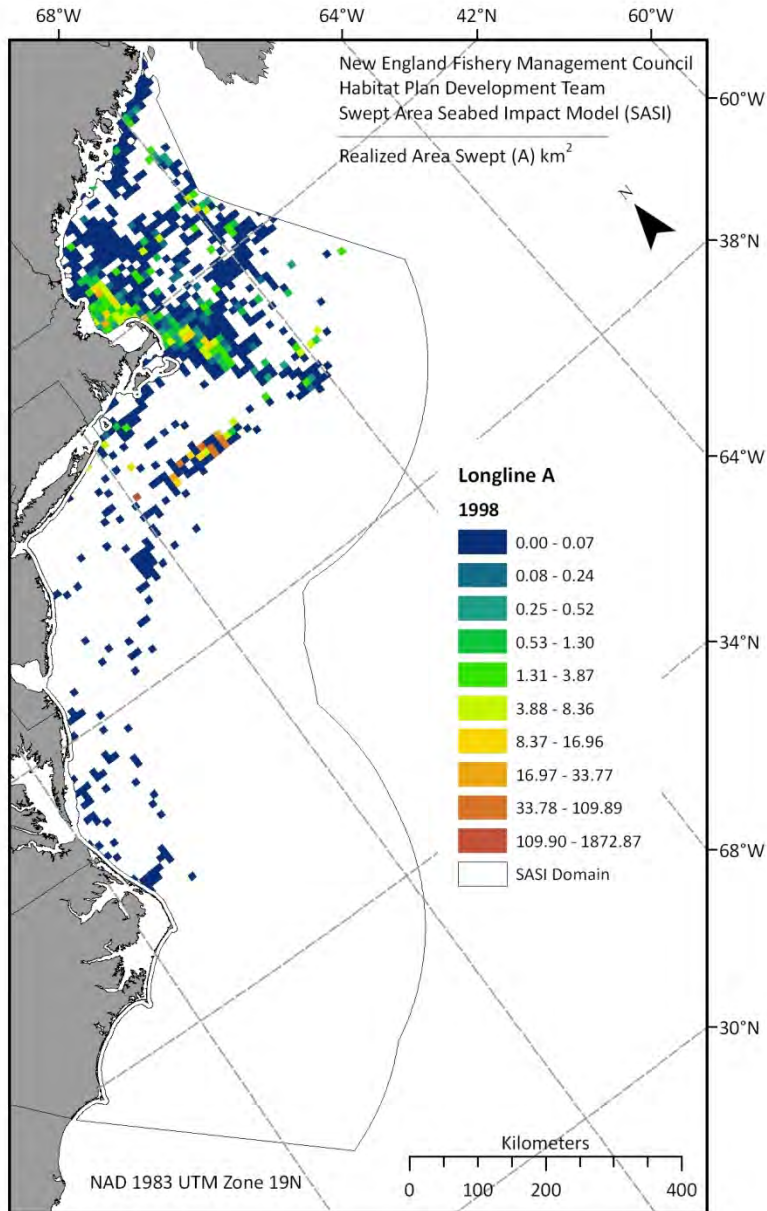 68°W 64°W 42°N 60°W
New England Fishery Management Council
Habitat Plan Development Team
Swept Area Seabed Impact Model (SASI)
Realized Area Swept (A) km²
60°W
N
38°N
64°W
Longline A
1998
0.00 - 0.07
0.08 - 0.24
0.25 - 0.52
0.53 - 1.30
1.31 - 3.87
3.88 - 8.36
8.37 - 16.96
16.97 - 33.77
33.78 - 109.89
109.90 - 1872.87
SASI Domain
34°N
68°W
30°N
Kilometers
0 100 200 400
NAD 1983 UTM Zone 19N